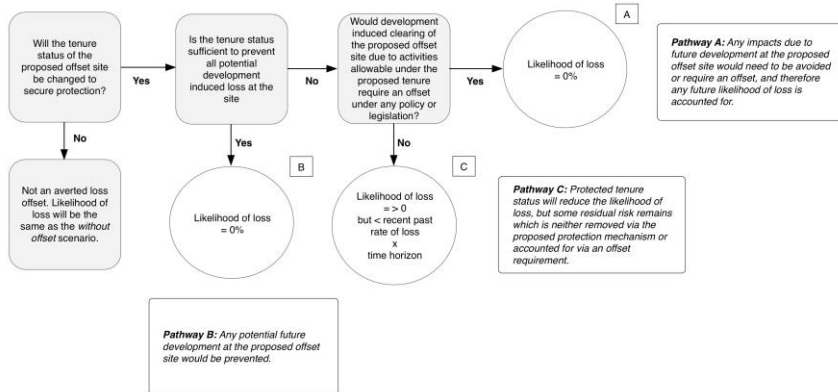 Will the tenure
status of the
proposed offset site
be changed to
secure protection?
Yes
Is the tenure status
sufficient to prevent
all potential
development
induced loss at the
site
No
Would development
induced clearing of
the proposed offset
site due to activities
allowable under the
proposed tenure
require an offset
under any policy or
legislation?
Yes
A
Likelihood of loss
= 0%
Pathway A: Any impacts due to
future development at the proposed
offset site would need to be avoided
or require an offset, and therefore
any future likelihood of loss is
accounted for.
No
Yes
No
Not an averted loss
offset. Likelihood of
loss will be the
same as the without
offset scenario.
B
Likelihood of loss
= 0%
C
Likelihood of loss
= > 0
but < recent past
rate of loss
x
time horizon
Pathway C: Protected tenure
status will reduce the likelihood of
loss, but some residual risk remains
which is neither removed via the
proposed protection mechanism or
accounted for via an offset
requirement.
Pathway B: Any potential future
development at the proposed offset
site would be prevented.